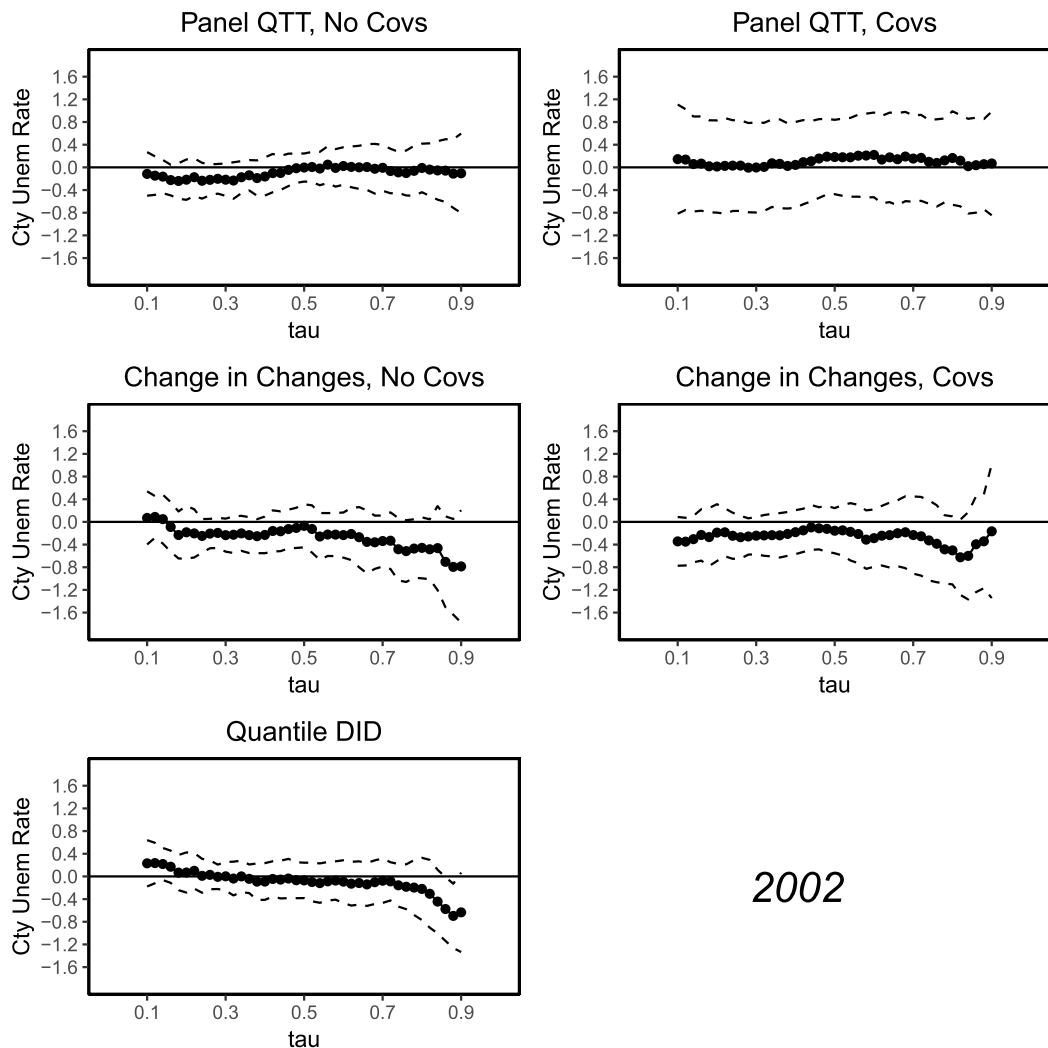 Panel QTT, No Covs
Cty Unem Rate
1.6
1.2
0.8
0.4
0.0
−0.4
−0.8
−1.2
−1.6
0.1 0.3 0.5 0.7 0.9
tau
Panel QTT, Covs
Cty Unem Rate
1.6
1.2
0.8
0.4
0.0
−0.4
−0.8
−1.2
−1.6
0.1 0.3 0.5 0.7 0.9
tau
Change in Changes, No Covs
Cty Unem Rate
1.6
1.2
0.8
0.4
0.0
−0.4
−0.8
−1.2
−1.6
0.1 0.3 0.5 0.7 0.9
tau
Change in Changes, Covs
Cty Unem Rate
1.6
1.2
0.8
0.4
0.0
−0.4
−0.8
−1.2
−1.6
0.1 0.3 0.5 0.7 0.9
tau
Quantile DID
Cty Unem Rate
1.6
1.2
0.8
0.4
0.0
−0.4
−0.8
−1.2
−1.6
0.1 0.3 0.5 0.7 0.9
tau
2002